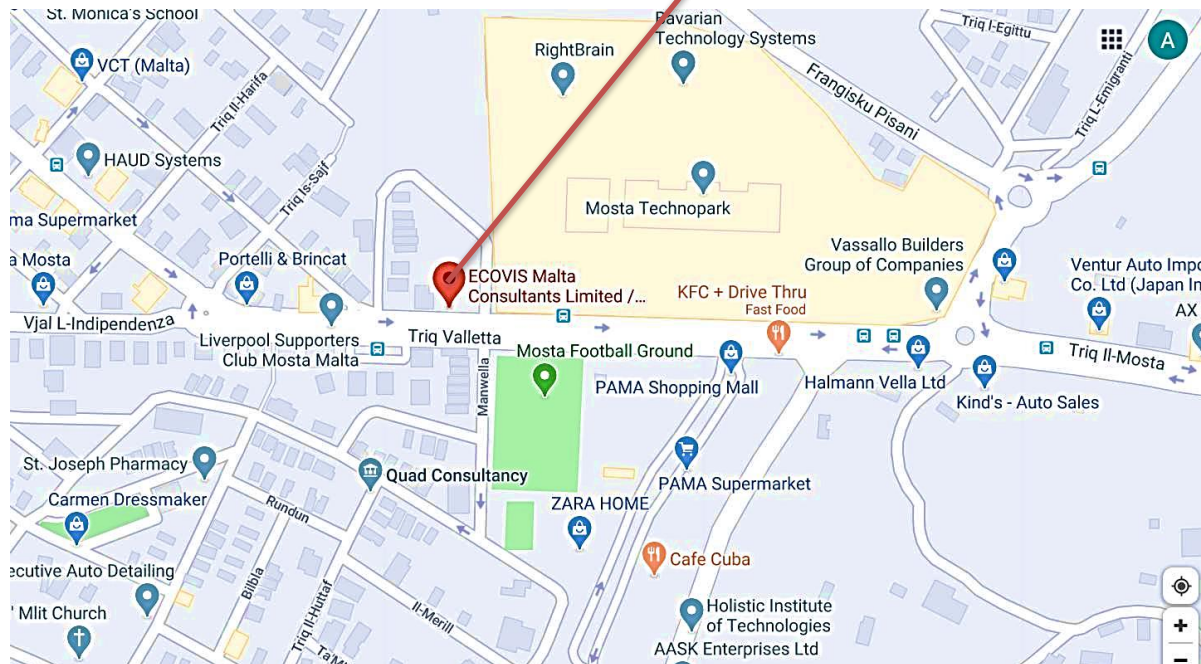 St. Monica's School
VCT (Malta)
Triq Il-Harifa
HAUD Systems
Triq Is-Sajf
ma Supermarket
a Mosta
Portelli & Brincat
Vjal L-Indipendenza
Liverpool Supporters
Club Mosta Malta
RightBrain
Bavarian
Technology Systems
Mosta Technopark
ECOVIS Malta
Consultants Limited /...
Triq Valletta
KFC + Drive Thru
Fast Food
Vassallo Builders
Group of Companies
Frangisku Pisani
Triq I-Egittu
A
Triq L-Emigranti
Ventur Auto Impo
Co. Ltd (Japan In
AX
Triq Il-Mosta
Mosta Football Ground
Manwella
PAMA Shopping Mall
Halmann Vella Ltd
Kind's - Auto Sales
St. Joseph Pharmacy
Quad Consultancy
PAMA Supermarket
Carmen Dressmaker
Rundun
ZARA HOME
Cafe Cuba
ecutive Auto Detailing
Bilbla
Triq Il-Huttaf
Il-Merill
' Mlit Church
Ta'M
Holistic Institute
of Technologies
AASK Enterprises Ltd
+